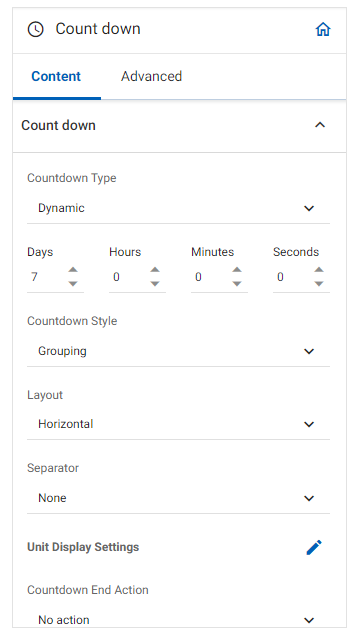 Count down
Content Advanced
Count down
Countdown Type
Dynamic
Days Hours Minutes Seconds
7 0 0 0
Countdown Style
Grouping
Layout
Horizontal
Separator
None
Unit Display Settings
Countdown End Action
No action